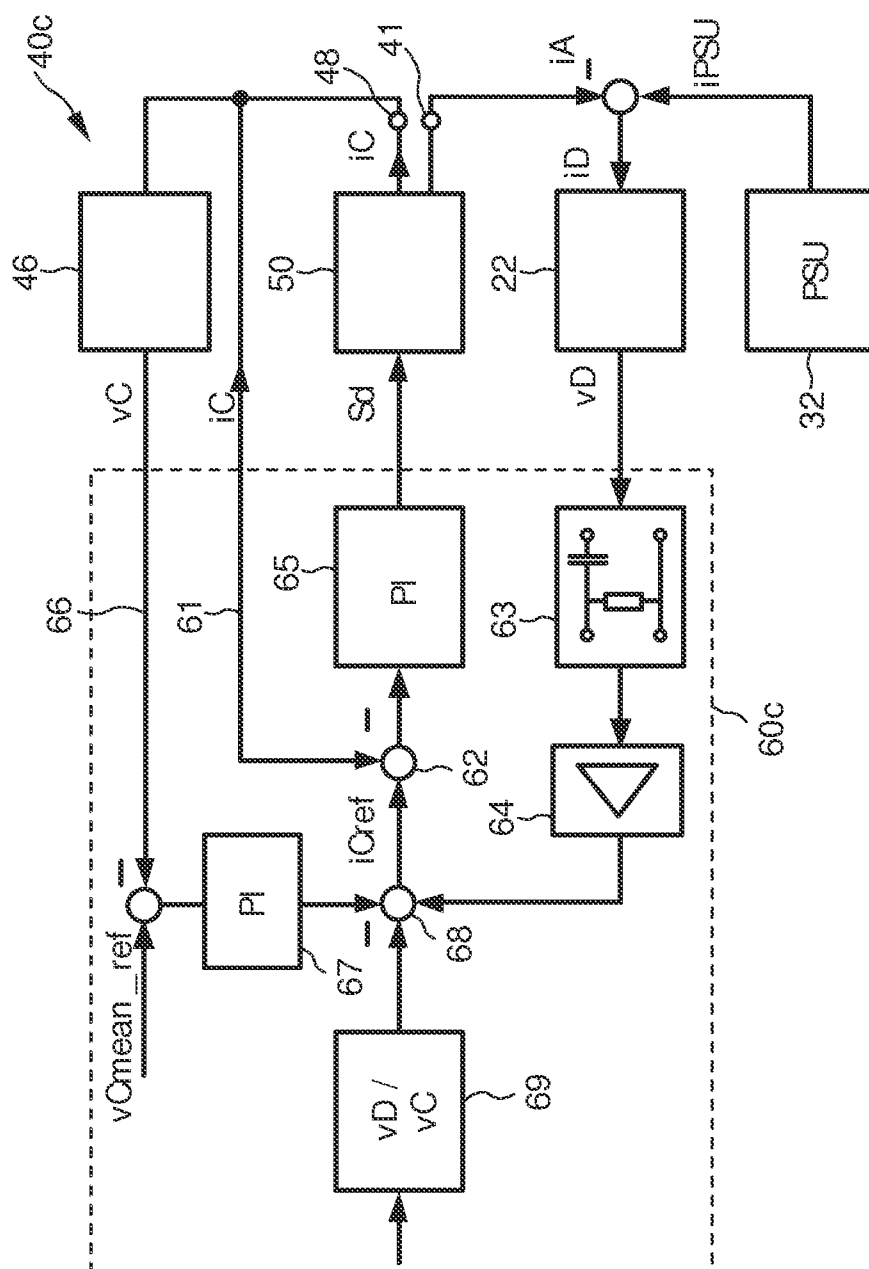 40c
46
vC
66
vCmean_ref
iC
61
48
iC
50
Sd
65
PI
62
iCref
PI
67
68
vD / vC
69
41
iA
iD
22
vD
63
64
iPSU
PSU
32
60c